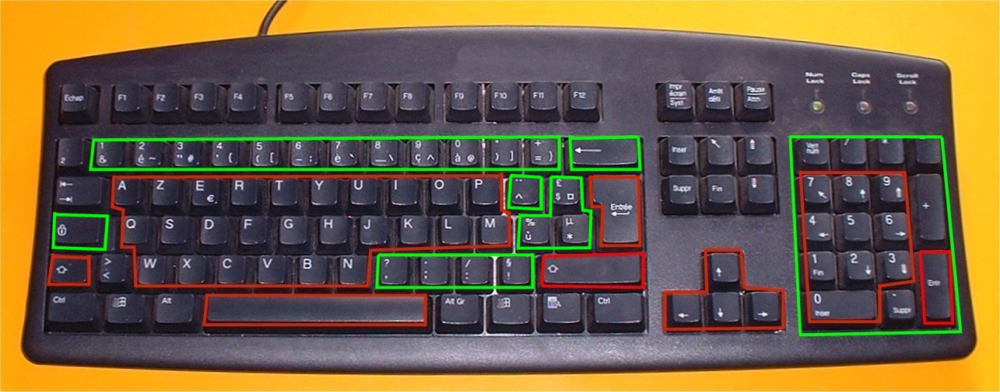 Num Lock Caps Lock Scroll Lock
Echap F1 F2 F3 F4 F5 F6 F7 F8 F9 F10 F11 F12 Impr écran Syst Arrêt défil Pause Attn
2 1 & 2 é ~ 3 " # 4 ' { 5 ( [ 6 - | 7 è ` 8 _ \ 9 ç ^ 0 à @ ° ) ] + = } ← Inser ↖ ⇞ Verr num / * -
A Z E € R T Y U I O P ¨ ^ £ $ ¤ Entrée Suppr Fin ⇟ 7 ↖ 8 ↑ 9 ⇞ +
Q S D F G H J K L M % ù µ * 4 ← 5 6 →
> < W X C V B N ? , . ; / : § ! ↑ 1 Fin 2 ↓ 3 ⇟ Entr
Ctrl Alt Alt Gr Ctrl ← ↓ → 0 Inser . Suppr